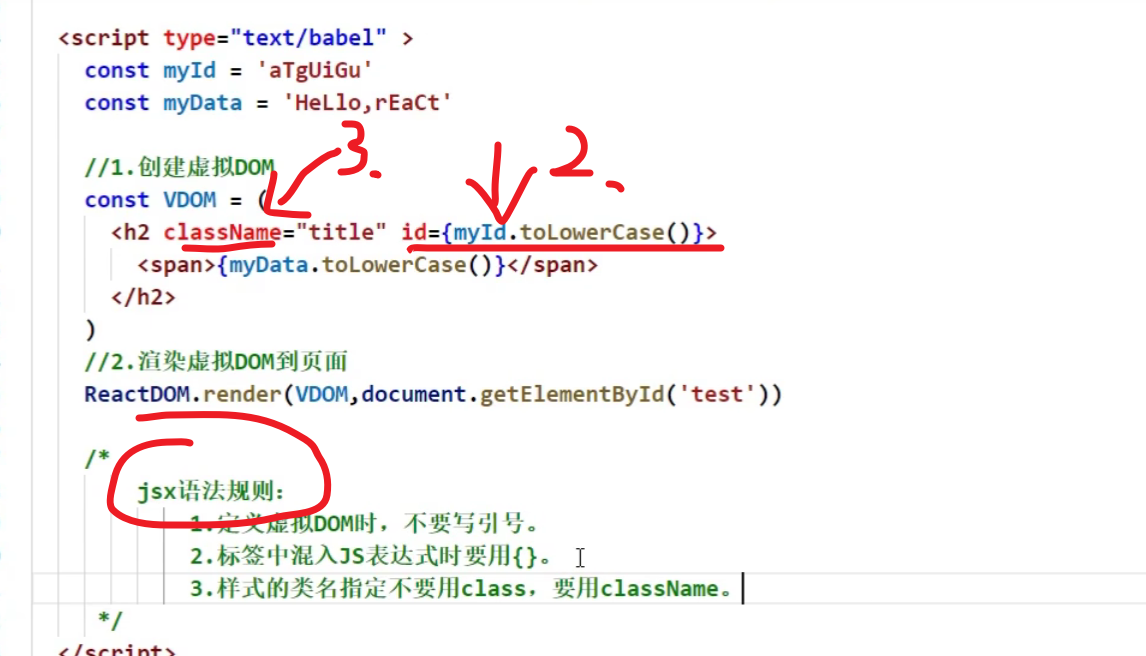 <script type="text/babel" >
const myId = 'aTgUiGu'
const myData = 'HeLlo,rEaCt'
3.
2、
//1.创建虚拟DOM
const VDOM = (
<h2 className="title" id={myId.toLowerCase()}>
<span>{myData.toLowerCase()}</span>
</h2>
)
//2.渲染虚拟DOM到页面
ReactDOM.render(VDOM,document.getElementById('test'))
/*
jsx语法规则：
1.定义虚拟DOM时，不要写引号。
2.标签中混入JS表达式时要用{}。
3.样式的类名指定不要用class，要用className。
*/
</script>